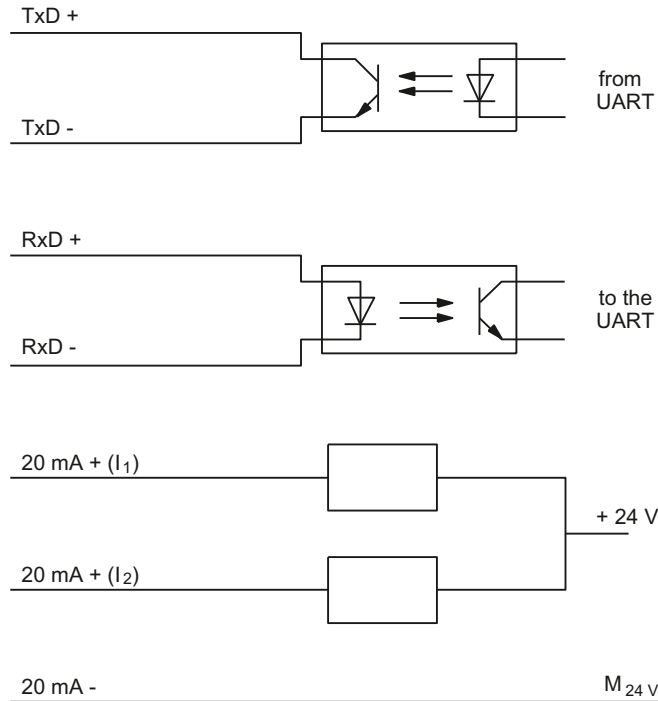 TxD +
from
UART
TxD -
RxD +
to the
UART
RxD -
20 mA + (I1)
+ 24 V
20 mA + (I2)
20 mA -
M 24 V